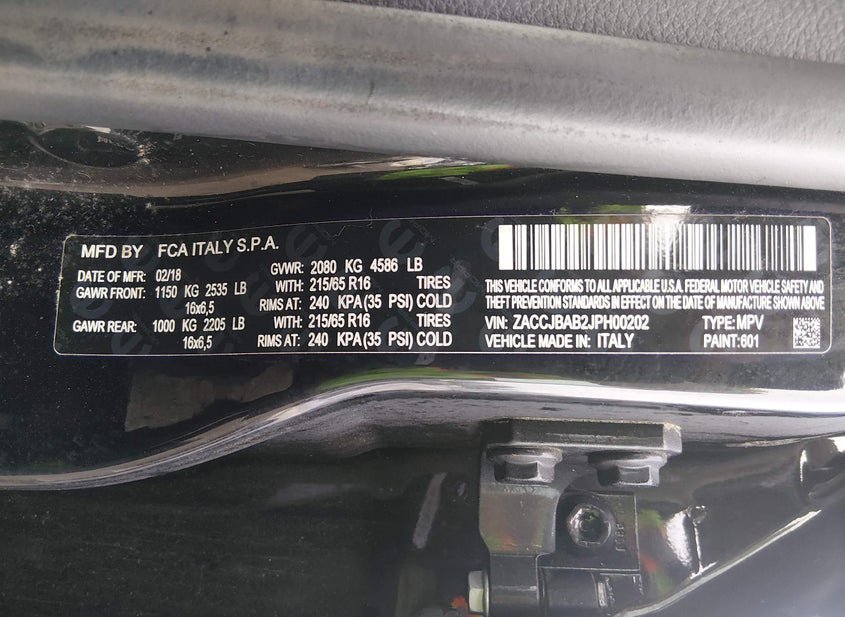 MFD BY FCA ITALY S.P.A.
DATE OF MFR: 02/18 GVWR: 2080 KG 4586 LB
GAWR FRONT: 1150 KG 2535 LB WITH: 215/65 R16 TIRES
16x6,5 RIMS AT: 240 KPA(35 PSI) COLD
GAWR REAR: 1000 KG 2205 LB WITH: 215/65 R16 TIRES
16x6,5 RIMS AT: 240 KPA(35 PSI) COLD
THIS VEHICLE CONFORMS TO ALL APPLICABLE U.S.A. FEDERAL MOTOR VEHICLE SAFETY AND
THEFT PREVENTION STANDARDS IN EFFECT ON THE DATE OF MANUFACTURE SHOWN ABOVE
VIN: ZACCJBAB2JPH00202 TYPE: MPV
VEHICLE MADE IN: ITALY PAINT:601